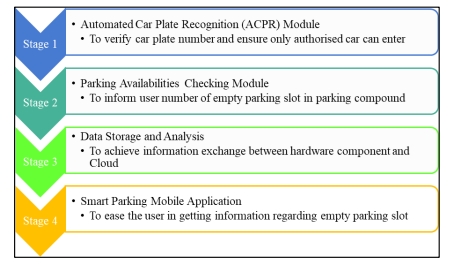 Stage 1
• Automated Car Plate Recognition (ACPR) Module
• To verify car plate number and ensure only authorised car can enter
Stage 2
• Parking Availabilities Checking Module
• To inform user number of empty parking slot in parking compound
Stage 3
• Data Storage and Analysis
• To achieve information exchange between hardware component and
Cloud
Stage 4
• Smart Parking Mobile Application
• To ease the user in getting information regarding empty parking slot